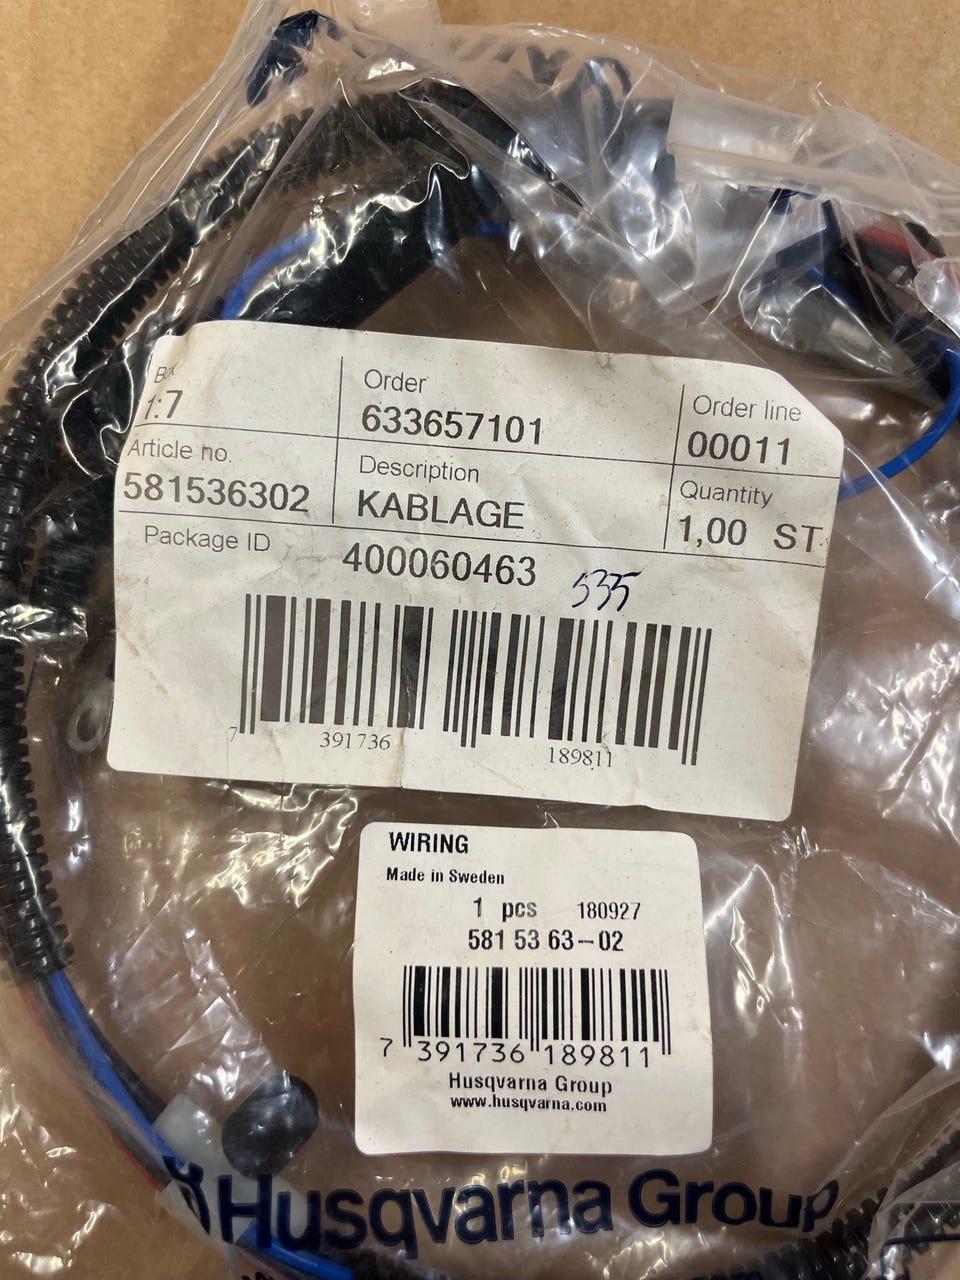 1:7
Order
633657101
Order line
00011
Article no.
581536302
Description
KABLAGE
Quantity
1,00 ST
Package ID
400060463
535
7 391736 189811
WIRING
Made in Sweden
1 pcs 180927
581 53 63-02
7 391736 189811
Husqvarna Group
www.husqvarna.com
Husqvarna Group